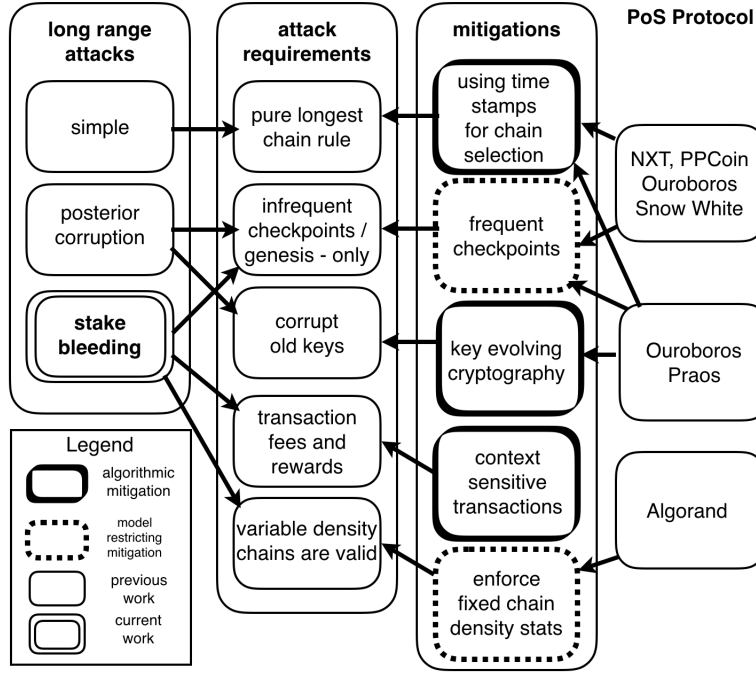 long range
attacks
simple
posterior
corruption
stake
bleeding
attack
requirements
pure longest
chain rule
infrequent
checkpoints /
genesis - only
corrupt
old keys
transaction
fees and
rewards
variable density
chains are valid
mitigations
using time
stamps
for chain
selection
frequent
checkpoints
key evolving
cryptography
context
sensitive
transactions
enforce
fixed chain
density stats
PoS Protocol
NXT, PPCoin
Ouroboros
Snow White
Ouroboros
Praos
Algorand
Legend
algorithmic
mitigation
model
restricting
mitigation
previous
work
current
work